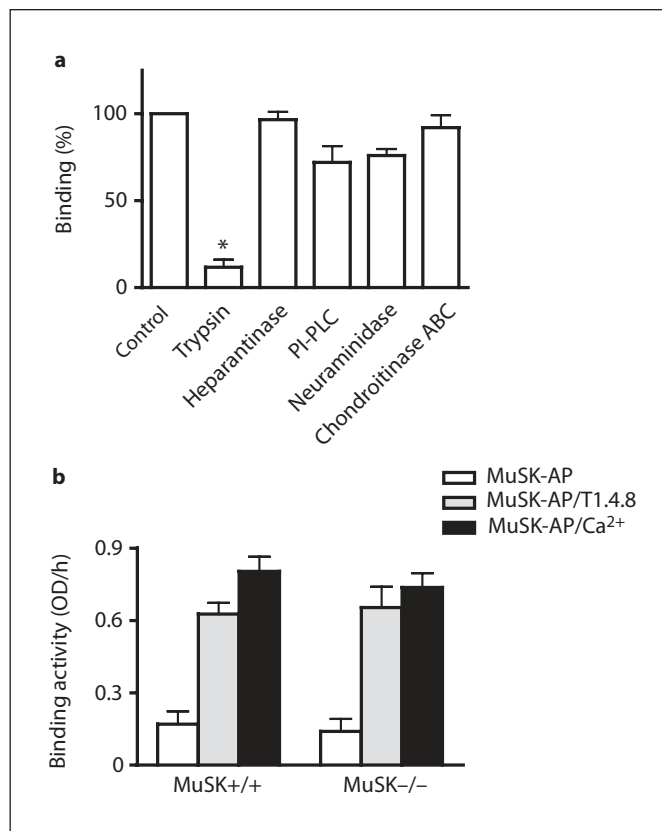 a
Binding (%)
100
50
0
*
Control
Trypsin
Heparantinase
PI-PLC
Neuraminidase
Chondroitinase ABC
b
MuSK-AP
MuSK-AP/T1.4.8
MuSK-AP/Ca²⁺
Binding activity (OD/h)
0.9
0.6
0.3
0
MuSK+/+
MuSK–/–